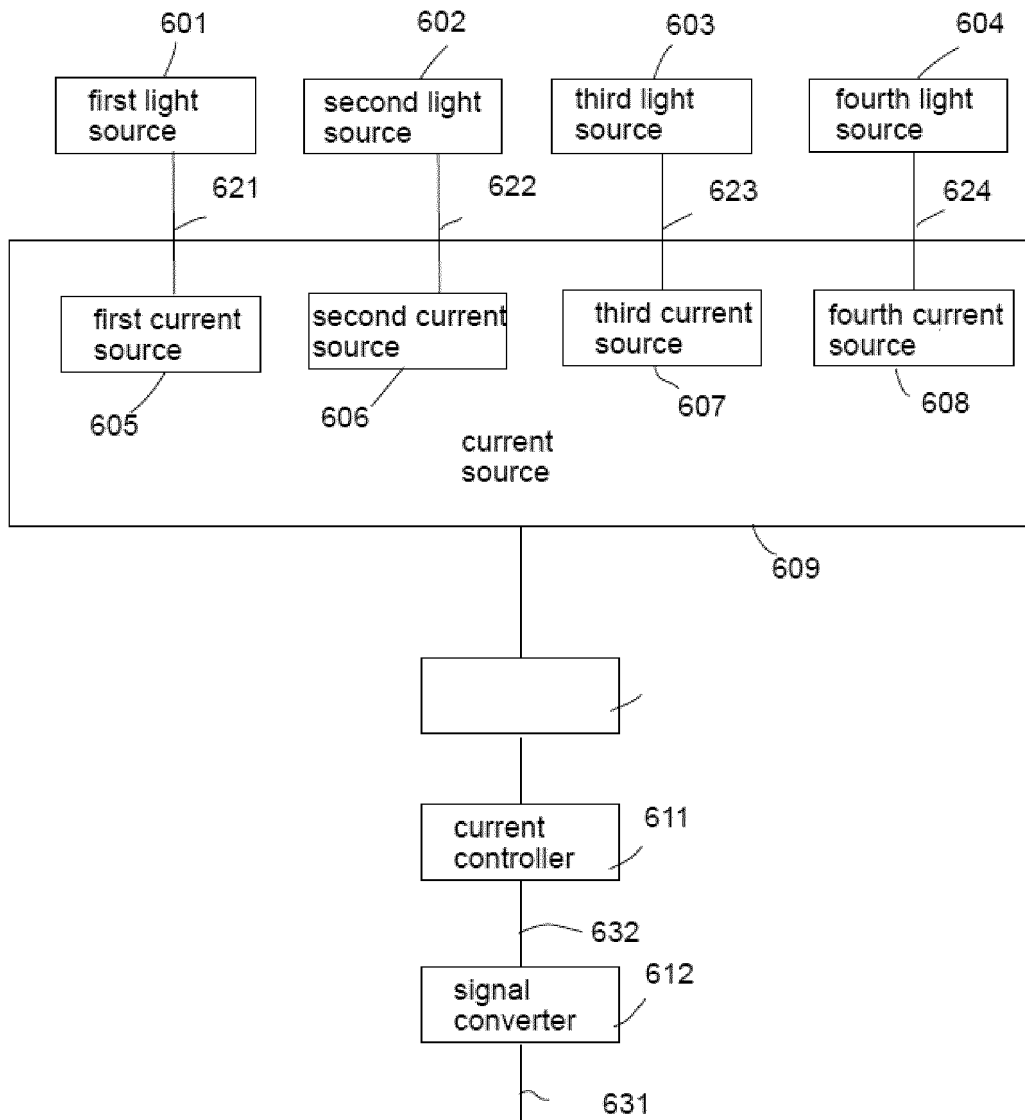 601
602
603
604
first light
source
second light
source
third light
source
fourth light
source
621
622
623
624
first current
source
second current
source
third current
source
fourth current
source
605
606
607
608
current
source
609
current
controller
611
632
signal
converter
612
631